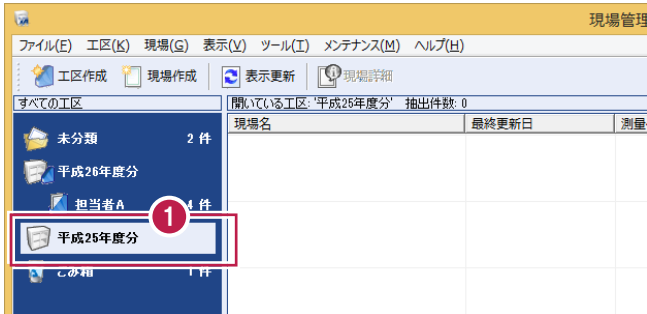 現場管理
ファイル(F) 工区(K) 現場(G) 表示(V) ツール(T) メンテナンス(M) ヘルプ(H)
工区作成 現場作成 表示更新 現場詳細
すべての工区
開いている工区: '平成25年度分' 抽出件数: 0
現場名 最終更新日 測量
未分類 2 件
平成26年度分
担当者A 4 件
1
平成25年度分
ごみ箱 1 件